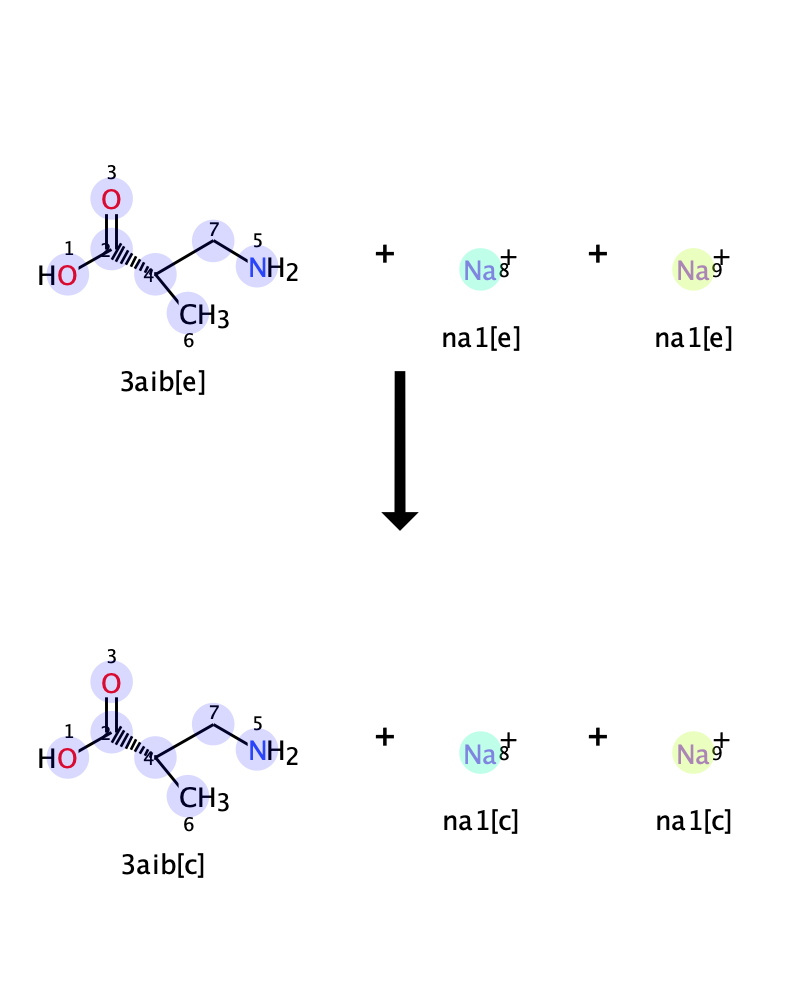 3
O
1 2 7 5
HO 4 NH2 + Na+ 8 + Na+ 9
CH3
6
na1[e] na1[e]
3aib[e]
3
O
1 2 7 5
HO 4 NH2 + Na+ 8 + Na+ 9
CH3
6
na1[c] na1[c]
3aib[c]